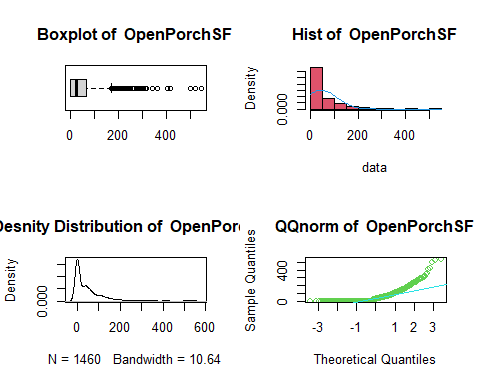 Boxplot of OpenPorchSF
0 200 400
Hist of OpenPorchSF
Density
0.000
0 200 400
data
Desnity Distribution of OpenPor
Density
0.000
0 200 400 600
N = 1460 Bandwidth = 10.64
QQnorm of OpenPorchSF
Sample Quantiles
0 400
-3 -1 1 2 3
Theoretical Quantiles